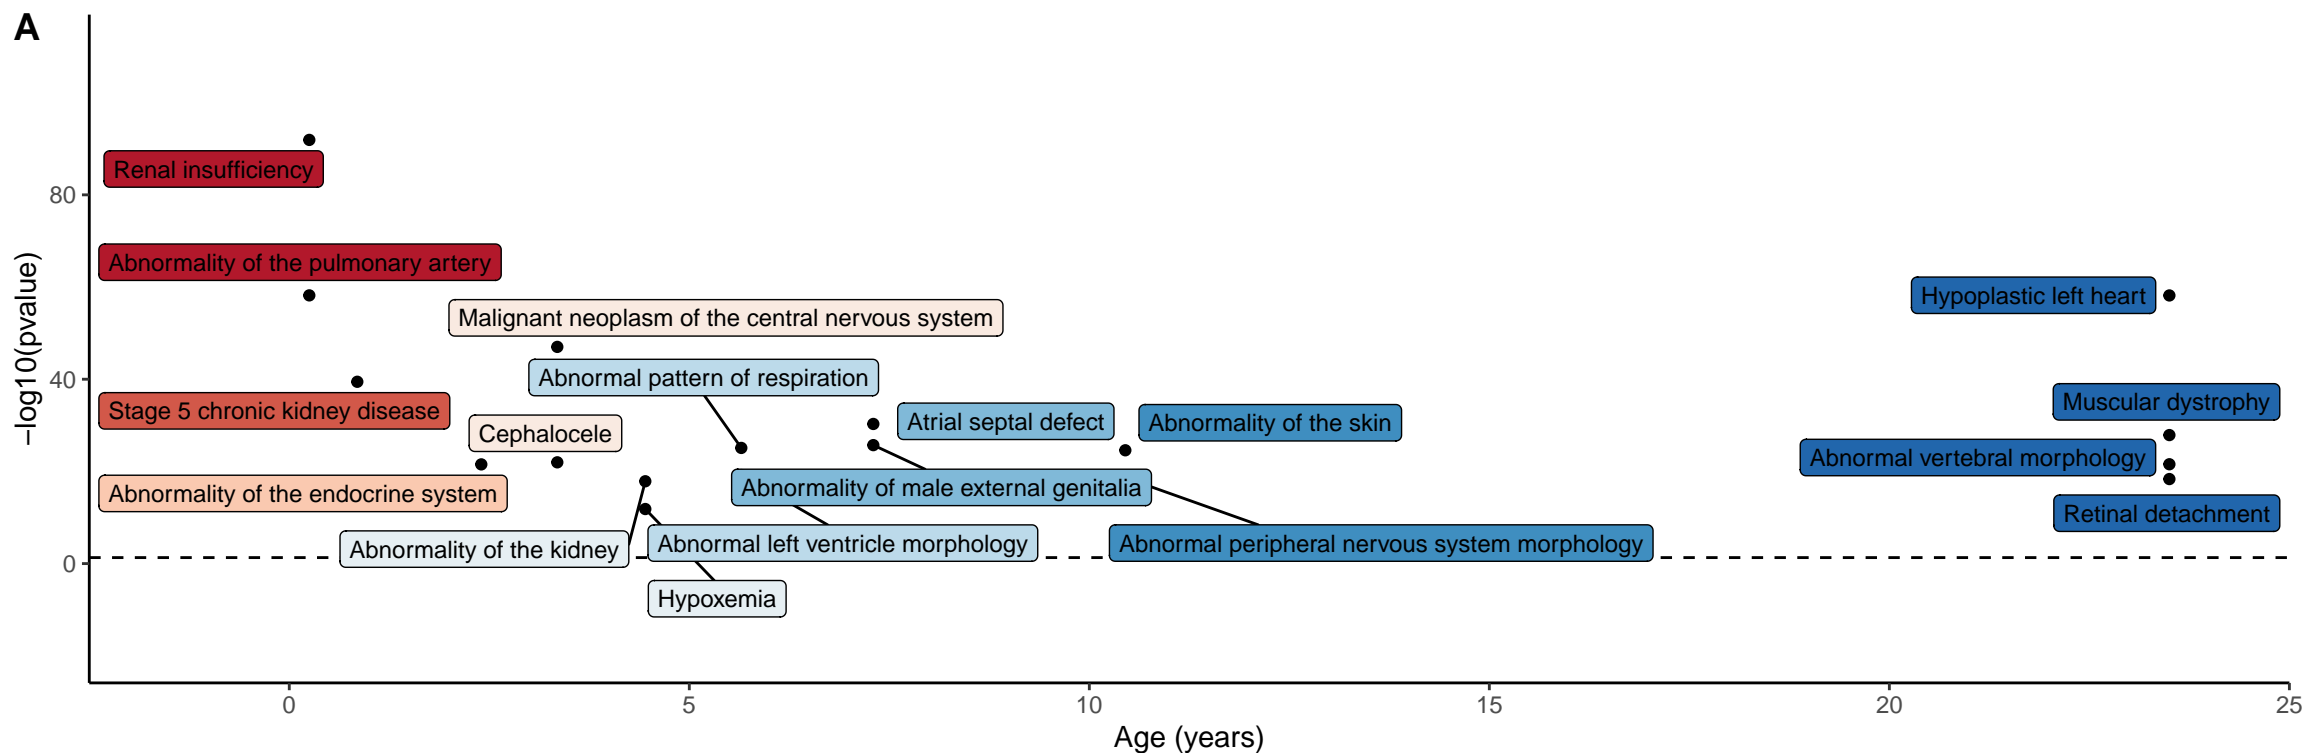 A
Renal insufficiency
80
Abnormality of the pulmonary artery
Hypoplastic left heart
Malignant neoplasm of the central nervous system
40
Abnormal pattern of respiration
Muscular dystrophy
Stage 5 chronic kidney disease
Atrial septal defect
Abnormality of the skin
Cephalocele
Abnormal vertebral morphology
Abnormality of the endocrine system
Abnormality of male external genitalia
Retinal detachment
Abnormality of the kidney
Abnormal left ventricle morphology
Abnormal peripheral nervous system morphology
0
Hypoxemia
−log10(pvalue)
0 5 10 15 20 25
Age (years)